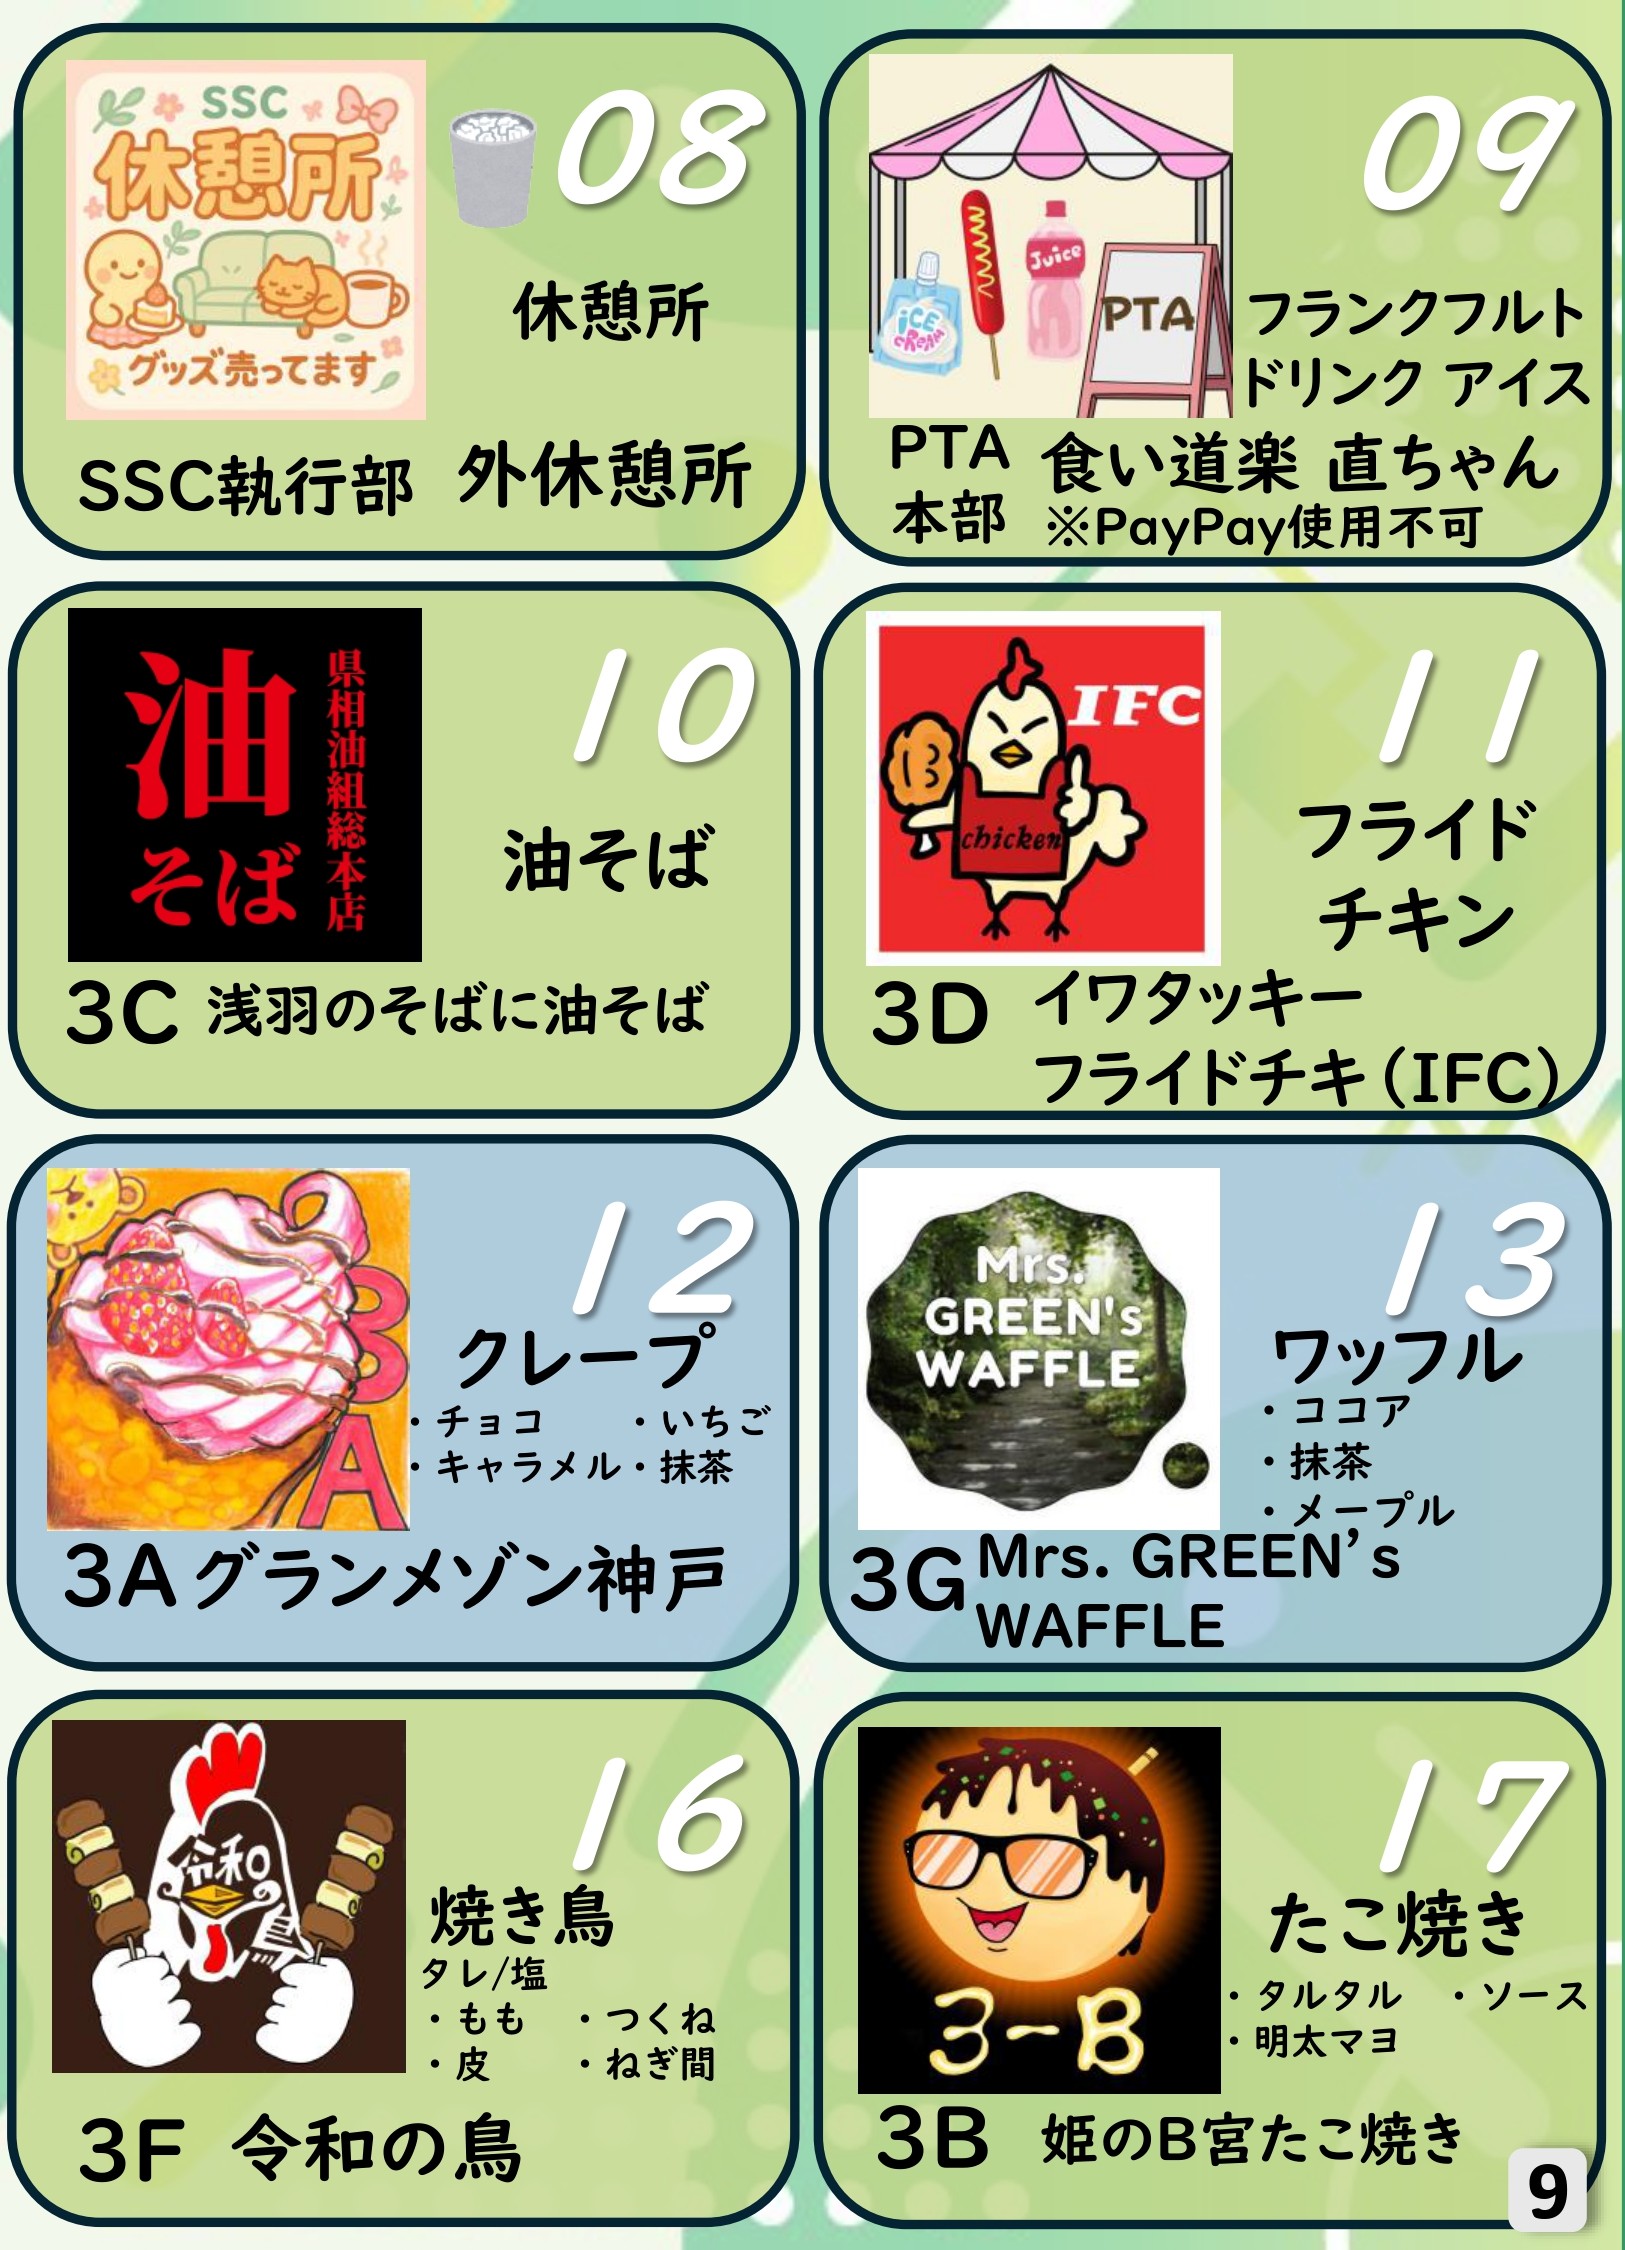 SSC
休憩所
グッズ売ってます
08
休憩所
SSC執行部
外休憩所
Juice
iCE
cREAM
PTA
09
フランクフルト
ドリンク アイス
PTA
本部
食い道楽 直ちゃん
※PayPay使用不可
油
そば
県相油組総本店
10
油そば
3C
浅羽のそばに油そば
IFC
chicken
11
フライド
チキン
3D
イワタッキー
フライドチキ(IFC)
3
A
12
クレープ
・チョコ ・いちご
・キャラメル・抹茶
3A グランメゾン神戸
Mrs.
GREEN's
WAFFLE
13
ワッフル
・ココア
・抹茶
・メープル
3G
Mrs. GREEN’s
WAFFLE
令和
鳥
16
焼き鳥
タレ/塩
・もも ・つくね
・皮 ・ねぎ間
3F 令和の鳥
3-B
17
たこ焼き
・タルタル ・ソース
・明太マヨ
3B 姫のB宮たこ焼き
9